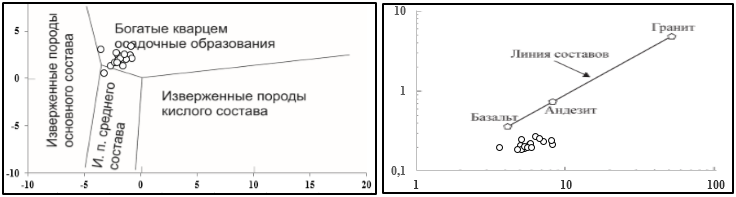 5
0
-5
-10
-10
-5
0
5
10
15
20
Богатые кварцем
осадочные образования
Изверженные породы
основного состава
И. п. среднего
состава
Изверженные породы
кислого состава
10
1
0,1
1
10
100
Гранит
Линия составов
Андезит
Базальт